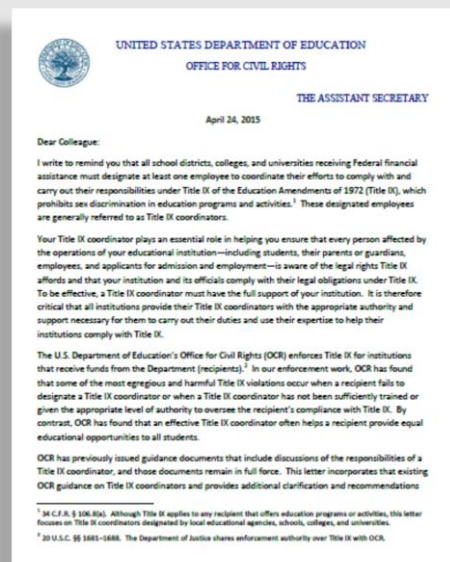 UNITED STATES DEPARTMENT OF EDUCATION
OFFICE FOR CIVIL RIGHTS
THE ASSISTANT SECRETARY
April 24, 2015
Dear Colleague:
I write to remind you that all school districts, colleges, and universities receiving Federal financial
assistance must designate at least one employee to coordinate their efforts to comply with and
carry out their responsibilities under Title IX of the Education Amendments of 1972 (Title IX), which
prohibits sex discrimination in education programs and activities.¹ These designated employees
are generally referred to as Title IX coordinators.
Your Title IX coordinator plays an essential role in helping you ensure that every person affected by
the operations of your educational institution—including students, their parents or guardians,
employees, and applicants for admission and employment—is aware of the legal rights Title IX
affords and that your institution and its officials comply with their legal obligations under Title IX.
To be effective, a Title IX coordinator must have the full support of your institution. It is therefore
critical that all institutions provide their Title IX coordinators with the appropriate authority and
support necessary for them to carry out their duties and use their expertise to help their
institutions comply with Title IX.
The U.S. Department of Education's Office for Civil Rights (OCR) enforces Title IX for institutions
that receive funds from the Department (recipients).² In our enforcement work, OCR has found
that some of the most egregious and harmful Title IX violations occur when a recipient fails to
designate a Title IX coordinator or when a Title IX coordinator has not been sufficiently trained or
given the appropriate level of authority to oversee the recipient's compliance with Title IX. By
contrast, OCR has found that an effective Title IX coordinator often helps a recipient provide equal
educational opportunities to all students.
OCR has previously issued guidance documents that include discussions of the responsibilities of a
Title IX coordinator, and those documents remain in full force. This letter incorporates that existing
OCR guidance on Title IX coordinators and provides additional clarification and recommendations
¹ 34 C.F.R. § 106.8(a). Although Title IX applies to any recipient that offers education programs or activities, this letter
focuses on Title IX coordinators designated by local educational agencies, schools, colleges, and universities.
² 20 U.S.C. §§ 1681–1688. The Department of Justice shares enforcement authority over Title IX with OCR.